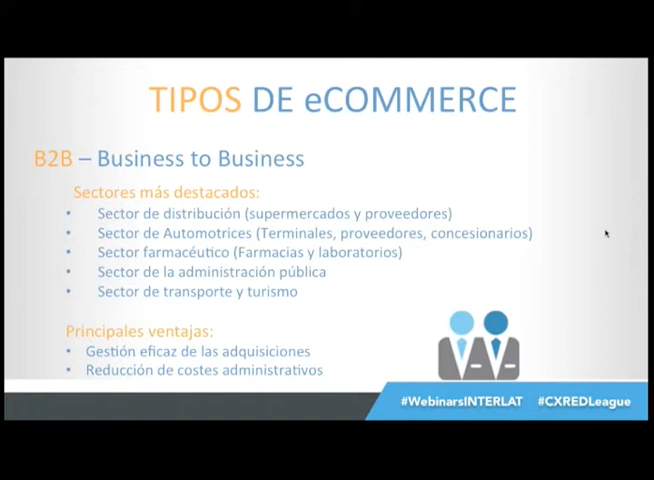 TIPOS DE eCOMMERCE
B2B – Business to Business
Sectores más destacados:
• Sector de distribución (supermercados y proveedores)
• Sector de Automotrices (Terminales, proveedores, concesionarios)
• Sector farmacéutico (Farmacias y laboratorios)
• Sector de la administración pública
• Sector de transporte y turismo
Principales ventajas:
• Gestión eficaz de las adquisiciones
• Reducción de costes administrativos
#WebinarsINTERLAT #CXREDLeague